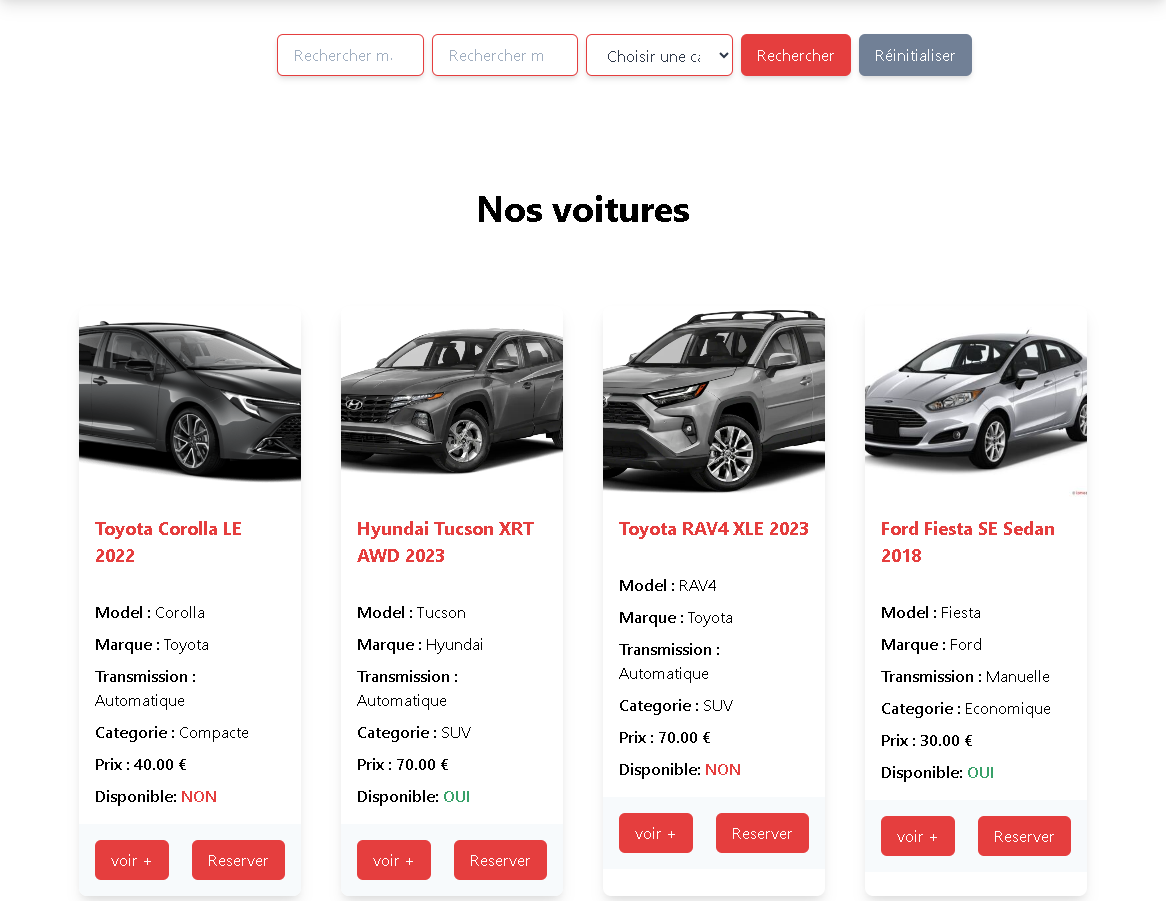 Rechercher ma
Rechercher m
Choisir une ca
Rechercher
Réinitialiser
Nos voitures
Toyota Corolla LE
2022
Model : Corolla
Marque : Toyota
Transmission :
Automatique
Categorie : Compacte
Prix : 40.00 €
Disponible: NON
voir +
Reserver
Hyundai Tucson XRT
AWD 2023
Model : Tucson
Marque : Hyundai
Transmission :
Automatique
Categorie : SUV
Prix : 70.00 €
Disponible: OUI
voir +
Reserver
Toyota RAV4 XLE 2023
Model : RAV4
Marque : Toyota
Transmission :
Automatique
Categorie : SUV
Prix : 70.00 €
Disponible: NON
voir +
Reserver
Ford Fiesta SE Sedan
2018
Model : Fiesta
Marque : Ford
Transmission : Manuelle
Categorie : Economique
Prix : 30.00 €
Disponible: OUI
voir +
Reserver